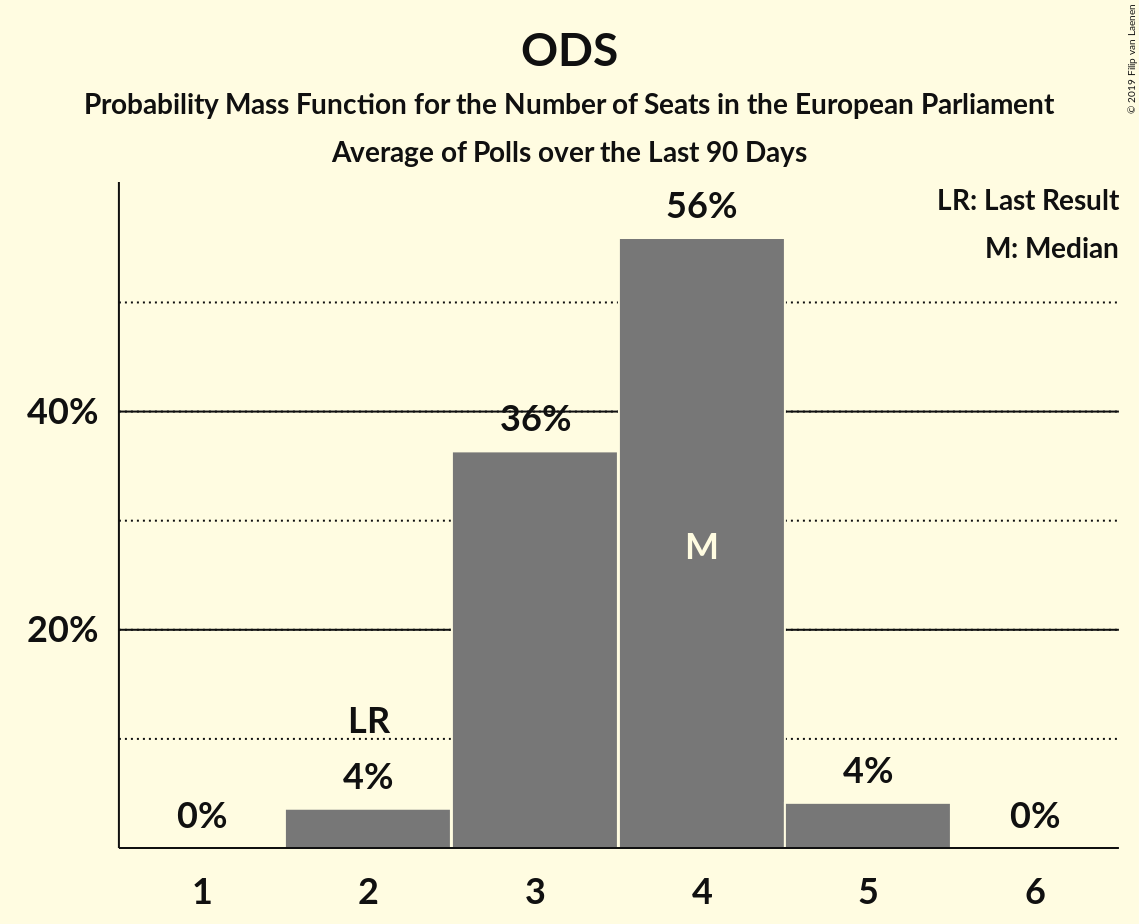 ODS
Probability Mass Function for the Number of Seats in the European Parliament
Average of Polls over the Last 90 Days
© 2019 Filip van Laenen
LR: Last Result
M: Median
56%
40%
36%
M
20%
LR
4%
4%
0%
0%
1 2 3 4 5 6